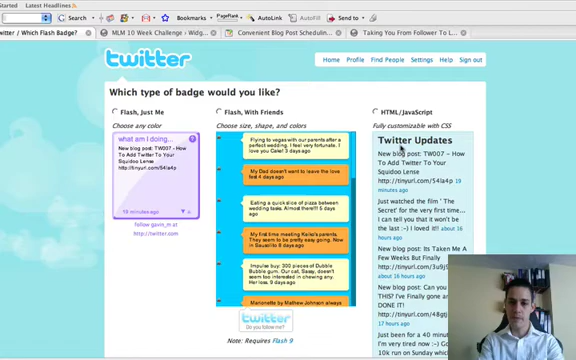 Started Latest Headlines
Search Bookmarks PageRank AutoLink AutoFill Send to
witter / Which Flash Badge? MLM 10 Week Challenge › Widg... Convenient Blog Post Schedulin... Taking You From Follower To L...
twitter
Home Profile Find People Settings Help Sign out
Which type of badge would you like?
Flash, Just Me
Choose any color
what am I doing...
New blog post: TW007 – How
To Add Twitter To Your
Squidoo Lense
http://tinyurl.com/54la4p
19 minutes ago
follow gavin_m at
http://twitter.com
Flash, With Friends
Choose size, shape, and colors
Flying to vegas with our parents after a
perfect wedding. I feel very fortunate. I
love you Cake! 3 days ago
My Dad doesn't want to leave the love
fest 4 days ago
Eating a quick slice of pizza between
wedding tasks. Almost there!!! 5 days
ago
My first time meeting
They seem to be pretty easy going. Now
in Sausalito 8 days ago
Impulse buy: 300 pieces of Dubble
Bubble gum. Our cat, Sassy, doesn't
seem too interested in chewing any.
Her loss. 9 days ago
Marionette by Mathew Johnson always
twitter
Do you follow me?
Note: Requires Flash 9
HTML/JavaScript
Fully customizable with CSS
Twitter Updates
New blog post: TW007 – How
To Add Twitter To Your
Squidoo Lense
http://tinyurl.com/54la4p 19
minutes ago
Just watched the film ' The
Secret' for the very first time...
I can tell you that it won't be
the last :-) I loved it!! about 16
hours ago
New blog post: Its Taken Me A
Few Weeks But Finally
http://tinyurl.com/3u9j
hours ago
New blog post: Can you
THIS? I've Finally gone an
DONE IT!
http://tinyurl.com/48gtj
17 hours ago
Just been for a 40 minut
I'm very tired now :-) Go
10k run on Sunday whic